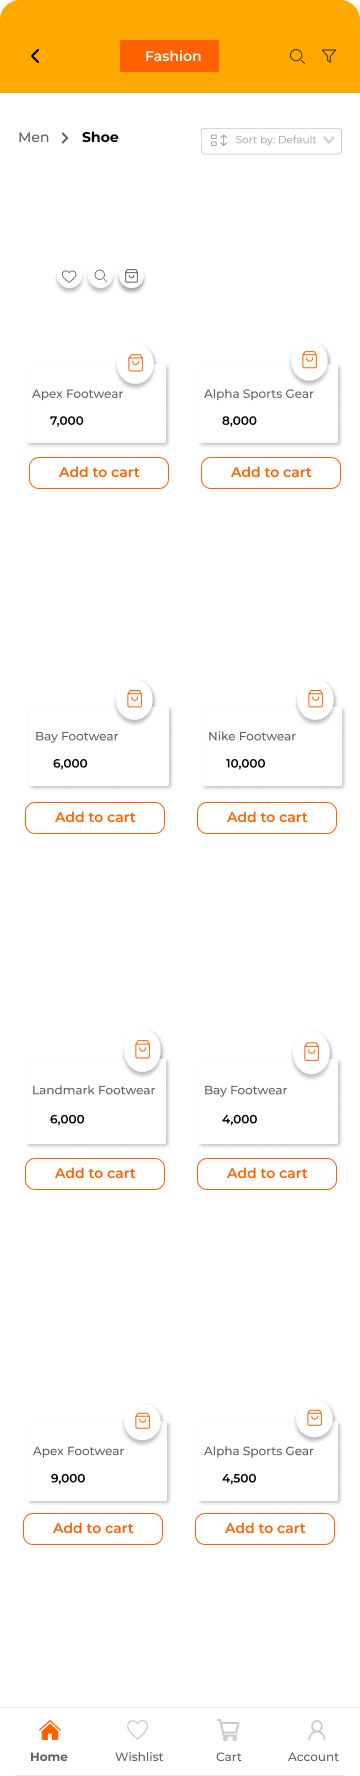 Fashion
Men > Shoe
Sort by: Default
Apex Footwear
7,000
Add to cart
Alpha Sports Gear
8,000
Add to cart
Bay Footwear
6,000
Add to cart
Nike Footwear
10,000
Add to cart
Landmark Footwear
6,000
Add to cart
Bay Footwear
4,000
Add to cart
Apex Footwear
9,000
Add to cart
Alpha Sports Gear
4,500
Add to cart
Home
Wishlist
Cart
Account